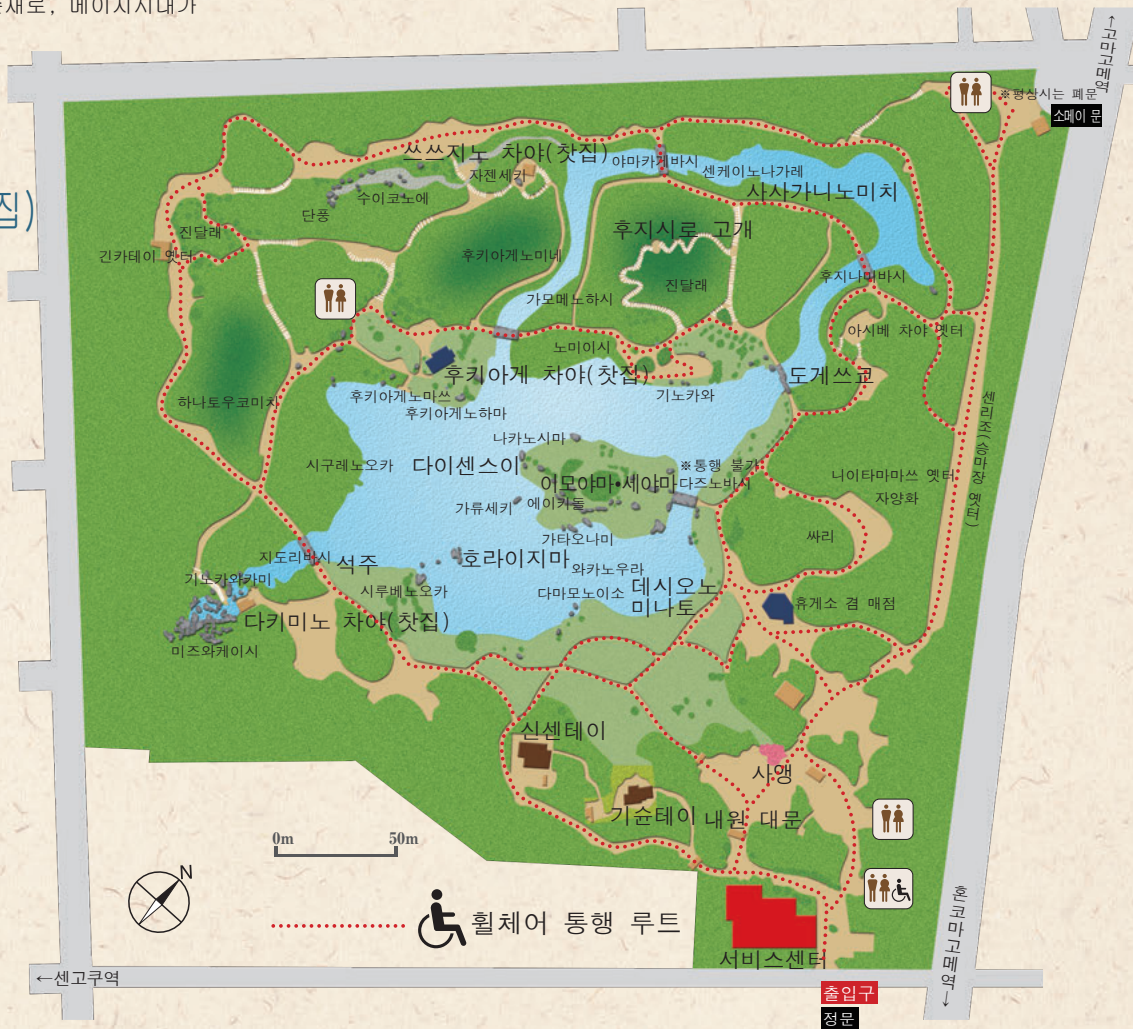 메이지시대가
집)
↑고마고메역
※평상시는 폐문
소메이 문
쓰쓰지노 차야(찻집)
야마카게바시
자젠세키
센케이노나가레
사사가니노미치
수이코노에
단풍
진달래
긴카테이 옛터
후키아게노미네
후지시로 고개
진달래
후지나미바시
가모메노하시
아시베 차야 옛터
노미이시
후키아게 차야(찻집)
도게쓰교
후키아게노마쓰
기노카와
후키아게노하마
하나토우코미치
나카노시마
센리조(승마장 옛터)
시구레노오카
다이센스이
※통행 불가
이모야마•세야마
다즈노바시
니이타마마쓰 옛터
자양화
가류세키
에이키돌
가타오나미
싸리
지도리바시
석주
호라이지마
와카노우라
기노카와카미
시루베노오카
다마모노이소
데시오노
미나토
휴게소 겸 매점
다키미노 차야(찻집)
미즈와케이시
신센테이
사앵
기슌테이
내원 대문
0m
50m
N
휠체어 통행 루트
혼코마고메역→
서비스센터
←센고쿠역
출입구
정문